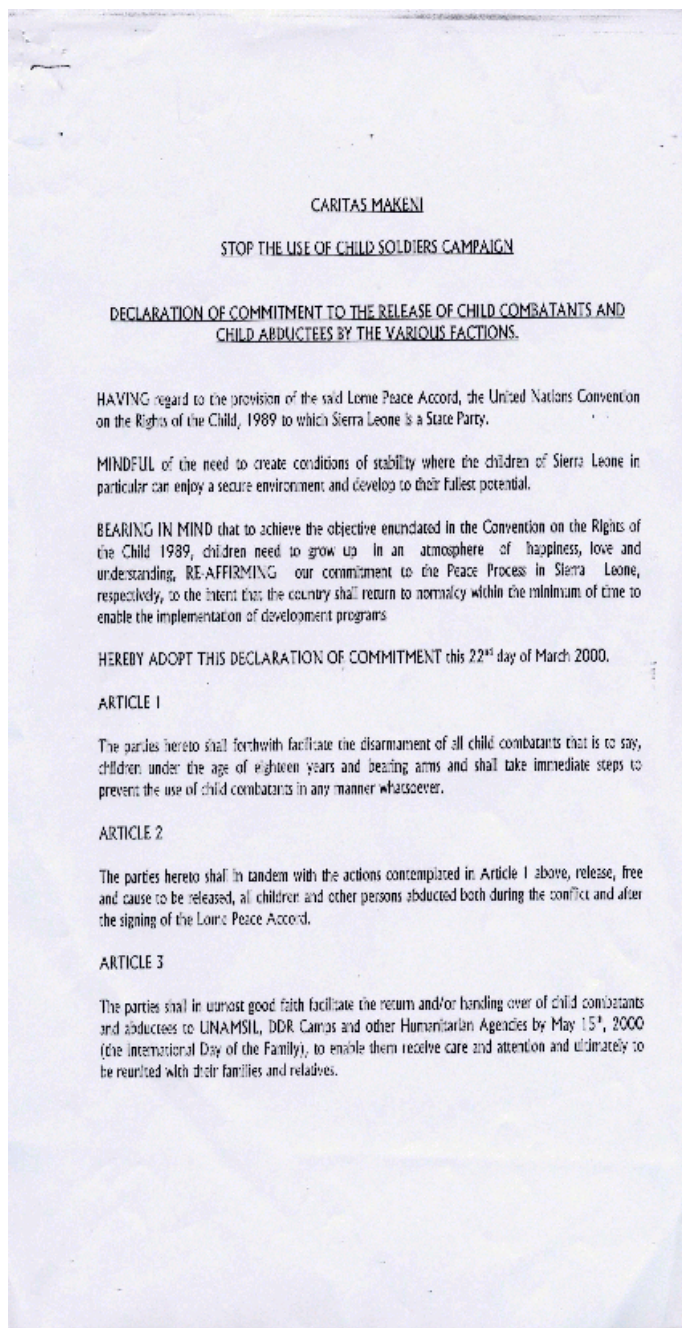 CARITAS MAKENI
STOP THE USE OF CHILD SOLDIERS CAMPAIGN
DECLARATION OF COMMITMENT TO THE RELEASE OF CHILD COMBATANTS AND
CHILD ABDUCTEES BY THE VARIOUS FACTIONS.
HAVING regard to the provision of the said Lome Peace Accord, the United Nations Convention
on the Rights of the Child, 1989 to which Sierra Leone is a State Party.
MINDFUL of the need to create conditions of stability where the children of Sierra Leone in
particular can enjoy a secure environment and develop to their fullest potential.
BEARING IN MIND that to achieve the objective enundated in the Convention on the Rights of
the Child 1989, children need to grow up in an atmosphere of happiness, love and
understanding, RE-AFFIRMING our commitment to the Peace Process in Sierra Leone,
respectively, to the intent that the country shall return to normalcy within the minimum of time to
enable the implementation of development programs
HEREBY ADOPT THIS DECLARATION OF COMMITMENT this 22nd day of March 2000.
ARTICLE 1
The parties hereto shall forthwith facilitate the disarmament of all child combatants that is to say,
children under the age of eighteen years and bearing arms and shall take immediate steps to
prevent the use of child combatants in any manner whatsoever.
ARTICLE 2
The parties hereto shall in tandem with the actions contemplated in Article 1 above, release, free
and cause to be released, all children and other persons abducted both during the conflict and after
the signing of the Lome Peace Accord.
ARTICLE 3
The parties shall in utmost good faith facilitate the return and/or handing over of child combatants
and abductees to UNAMSIL, DDR Camps and other Humanitarian Agencies by May 15th, 2000
(the International Day of the Family), to enable them receive care and attention and ultimately to
be reunited with their families and relatives.